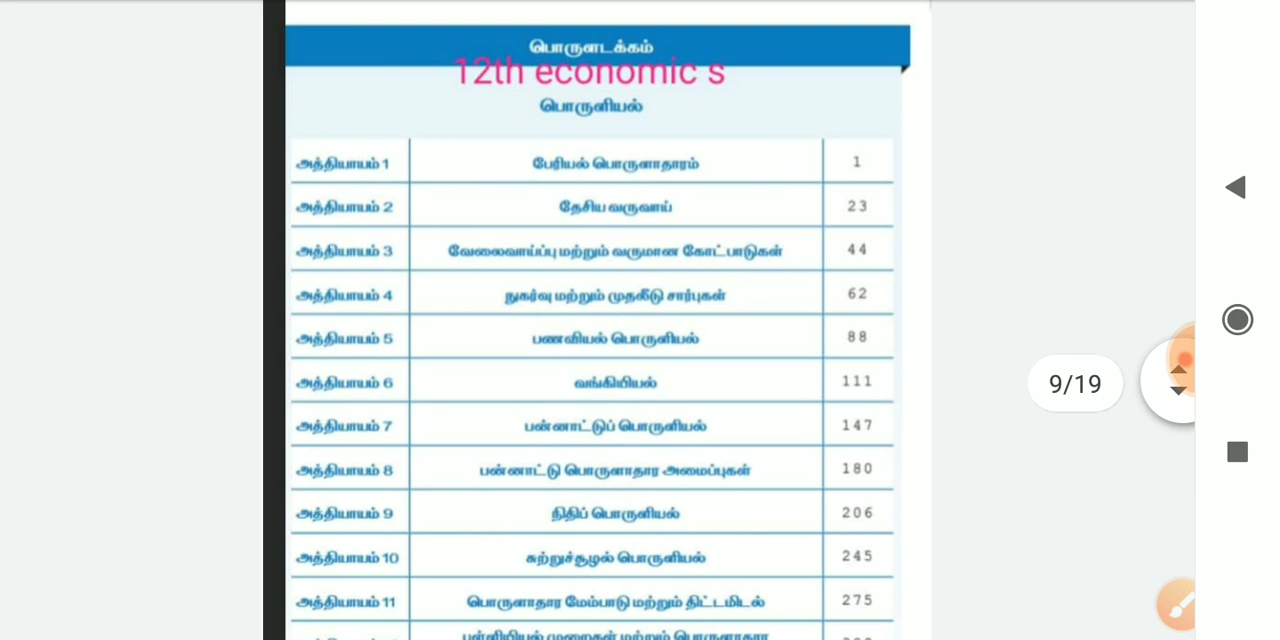 பொருளடக்கம்
12th economic s
பொருளியல்
அத்தியாயம் 1 பேரியல் பொருளாதாரம் 1
அத்தியாயம் 2 தேசிய வருவாய் 23
அத்தியாயம் 3 வேலைவாய்ப்பு மற்றும் வருமான கோட்பாடுகள் 44
அத்தியாயம் 4 நுகர்வு மற்றும் முதலீடு சார்புகள் 62
அத்தியாயம் 5 பணவியல் பொருளியல் 88
அத்தியாயம் 6 வங்கியியல் 111
அத்தியாயம் 7 பன்னாட்டுப் பொருளியல் 147
அத்தியாயம் 8 பன்னாட்டு பொருளாதார அமைப்புகள் 180
அத்தியாயம் 9 நிதிப் பொருளியல் 206
அத்தியாயம் 10 சுற்றுச்சூழல் பொருளியல் 245
அத்தியாயம் 11 பொருளாதார மேம்பாடு மற்றும் திட்டமிடல் 275
புள்ளியியல் முறைகள் மற்றும் பொருளாதார
9/19